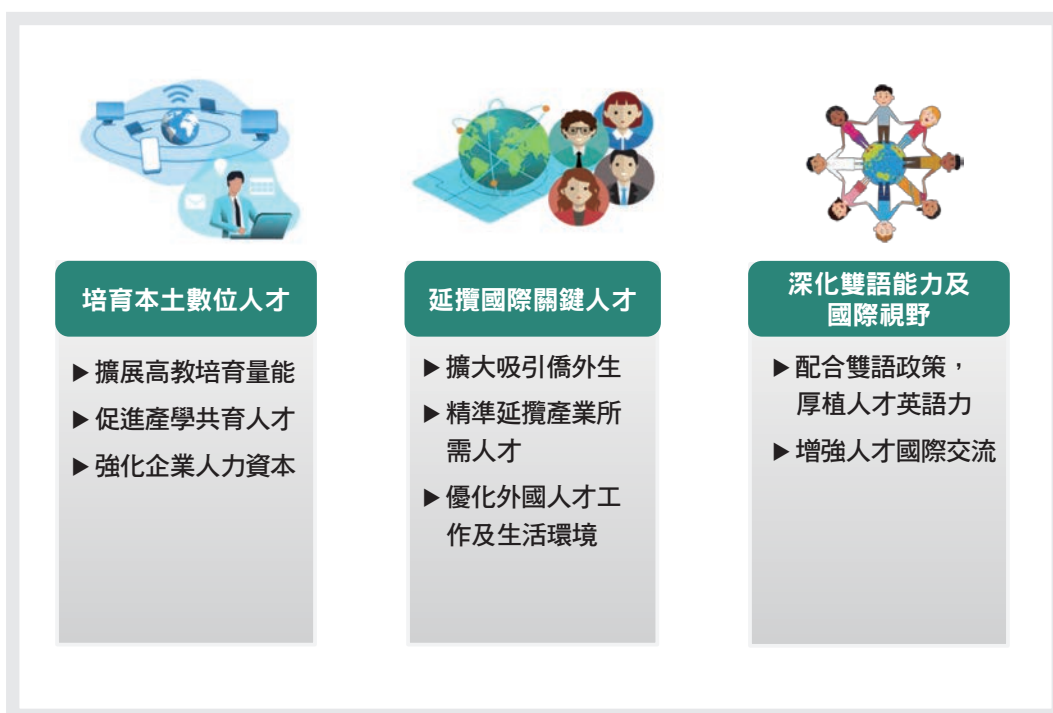 培育本土數位人才
▶擴展高教培育量能
▶促進產學共育人才
▶強化企業人力資本
延攬國際關鍵人才
▶擴大吸引僑外生
▶精準延攬產業所
需人才
▶優化外國人才工
作及生活環境
深化雙語能力及
國際視野
▶配合雙語政策，
厚植人才英語力
▶增強人才國際交流